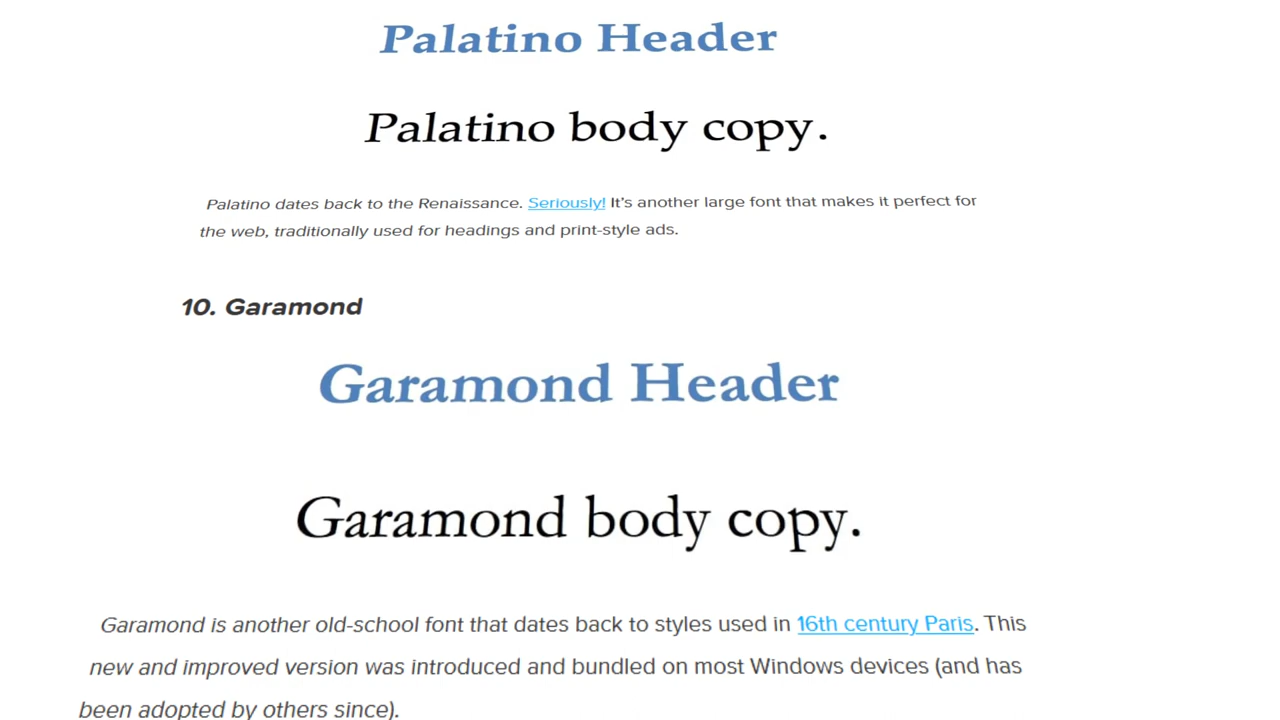 Palatino Header
Palatino body copy.
Palatino dates back to the Renaissance. Seriously! It's another large font that makes it perfect for
the web, traditionally used for headings and print-style ads.
10. Garamond
Garamond Header
Garamond body copy.
Garamond is another old-school font that dates back to styles used in 16th century Paris. This
new and improved version was introduced and bundled on most Windows devices (and has
been adopted by others since).